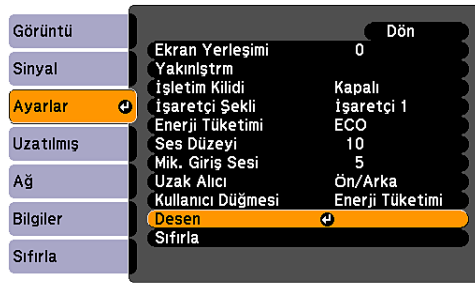 Görüntü
Sinyal
Ayarlar
Uzatılmış
Ağ
Bilgiler
Sıfırla
Dön
Ekran Yerleşimi 0
Yakınlştrm
İşletim Kilidi Kapalı
İşaretçi Şekli İşaretçi 1
Enerji Tüketimi ECO
Ses Düzeyi 10
Mik. Giriş Sesi 5
Uzak Alıcı Ön/Arka
Kullanıcı Düğmesi Enerji Tüketimi
Desen
Sıfırla